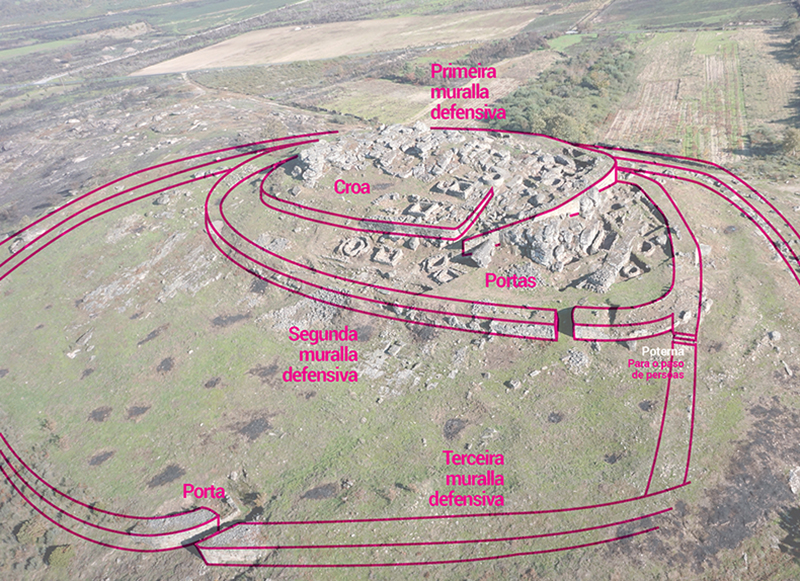 Primeira
muralla
defensiva
Croa
Portas
Segunda
muralla
defensiva
Poterna
Para o paso
de persoas
Terceira
muralla
defensiva
Porta